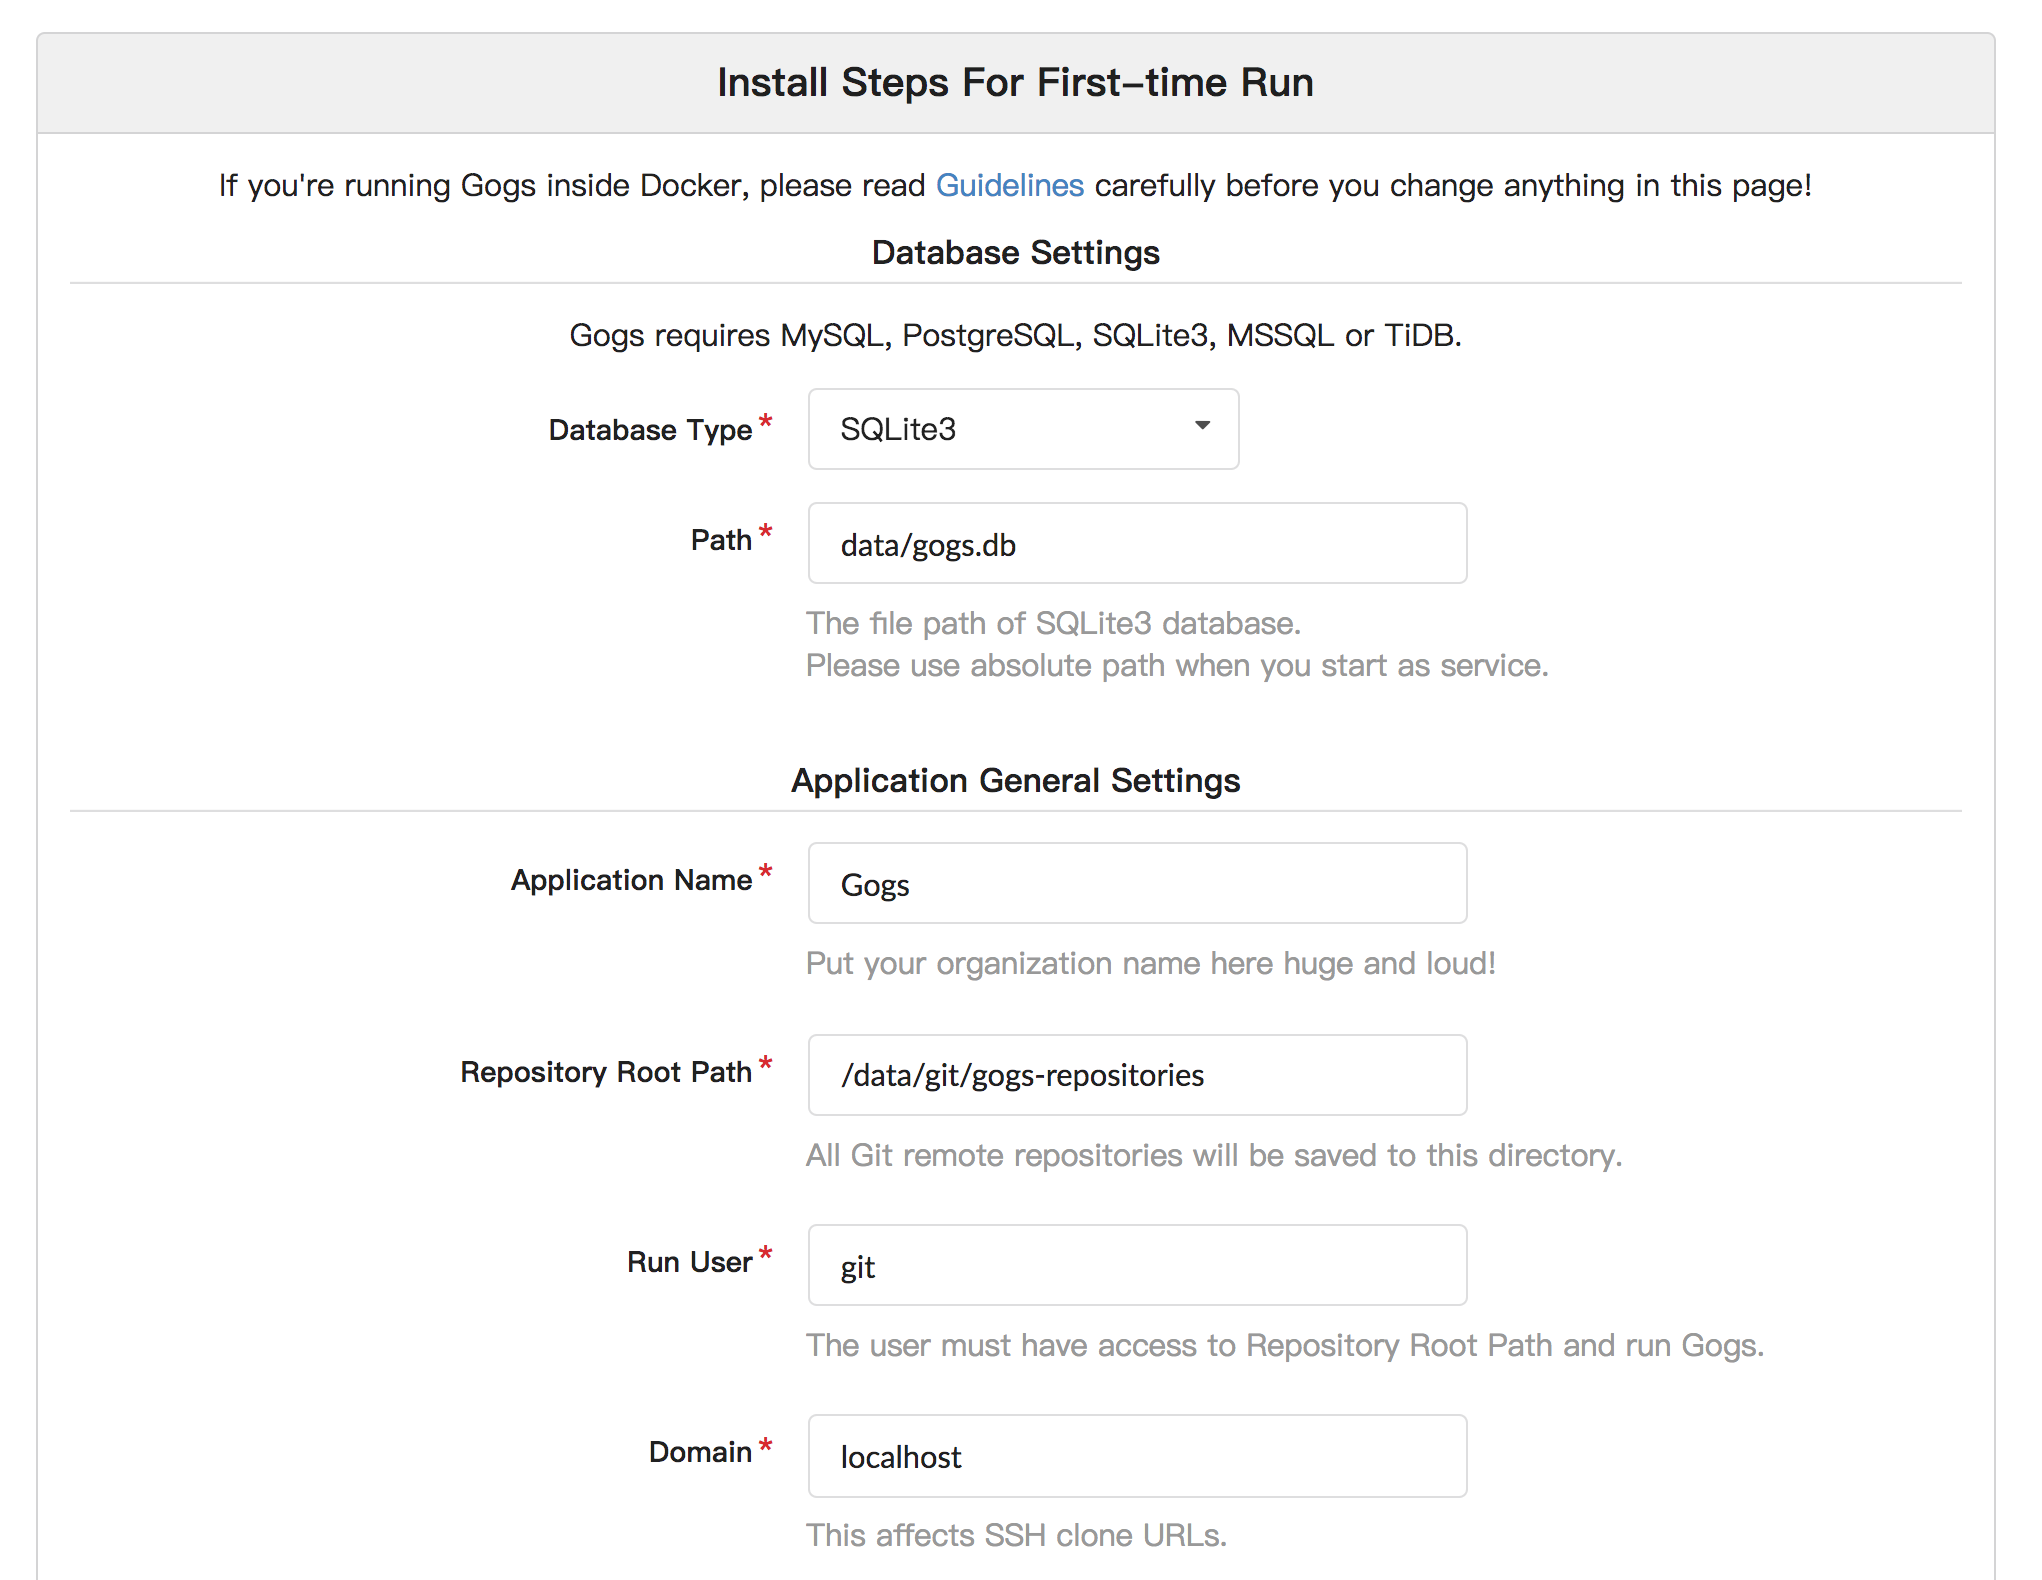 Install Steps For First-time Run
If you're running Gogs inside Docker, please read Guidelines carefully before you change anything in this page!
Database Settings
Gogs requires MySQL, PostgreSQL, SQLite3, MSSQL or TiDB.
Database Type* SQLite3
Path* data/gogs.db
The file path of SQLite3 database.
Please use absolute path when you start as service.
Application General Settings
Application Name* Gogs
Put your organization name here huge and loud!
Repository Root Path* /data/git/gogs-repositories
All Git remote repositories will be saved to this directory.
Run User* git
The user must have access to Repository Root Path and run Gogs.
Domain* localhost
This affects SSH clone URLs.